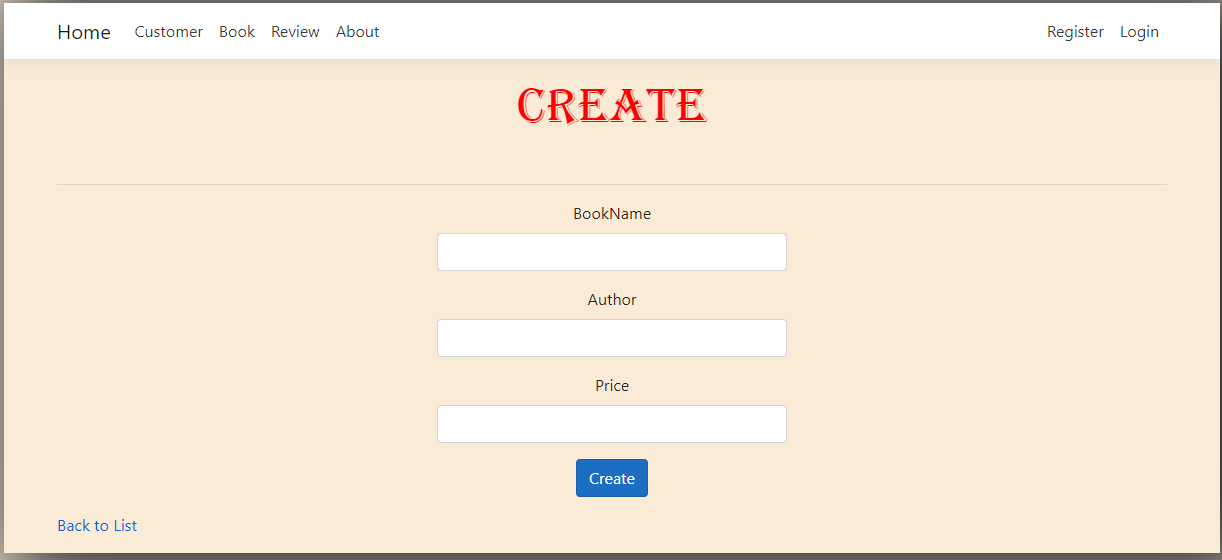 Home Customer Book Review About Register Login
CREATE
BookName
Author
Price
Create
Back to List